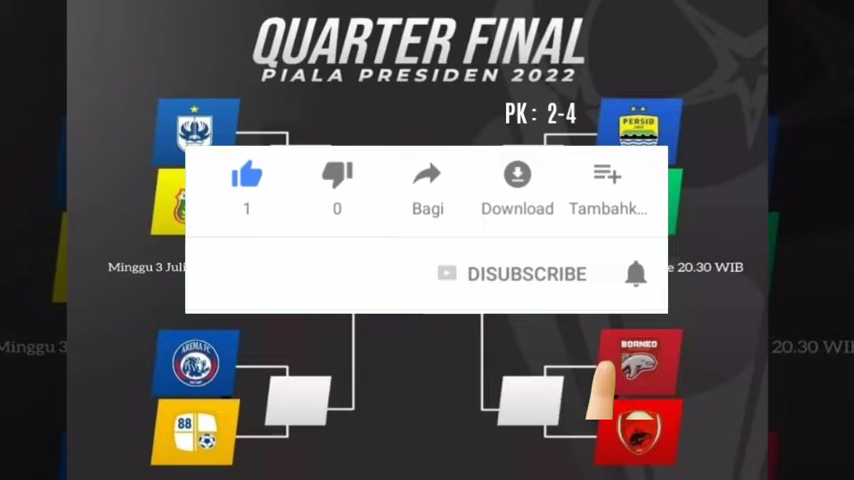 QUARTER FINAL
PIALA PRESIDEN 2022
PK: 2-4
PERSIB
1
0
Bagi
Download
Tambahk...
Minggu 3 Juli
DISUBSCRIBE
20.30 WIB
Minggu 3
20.30 WI
AREMA FC
BORNEO
88